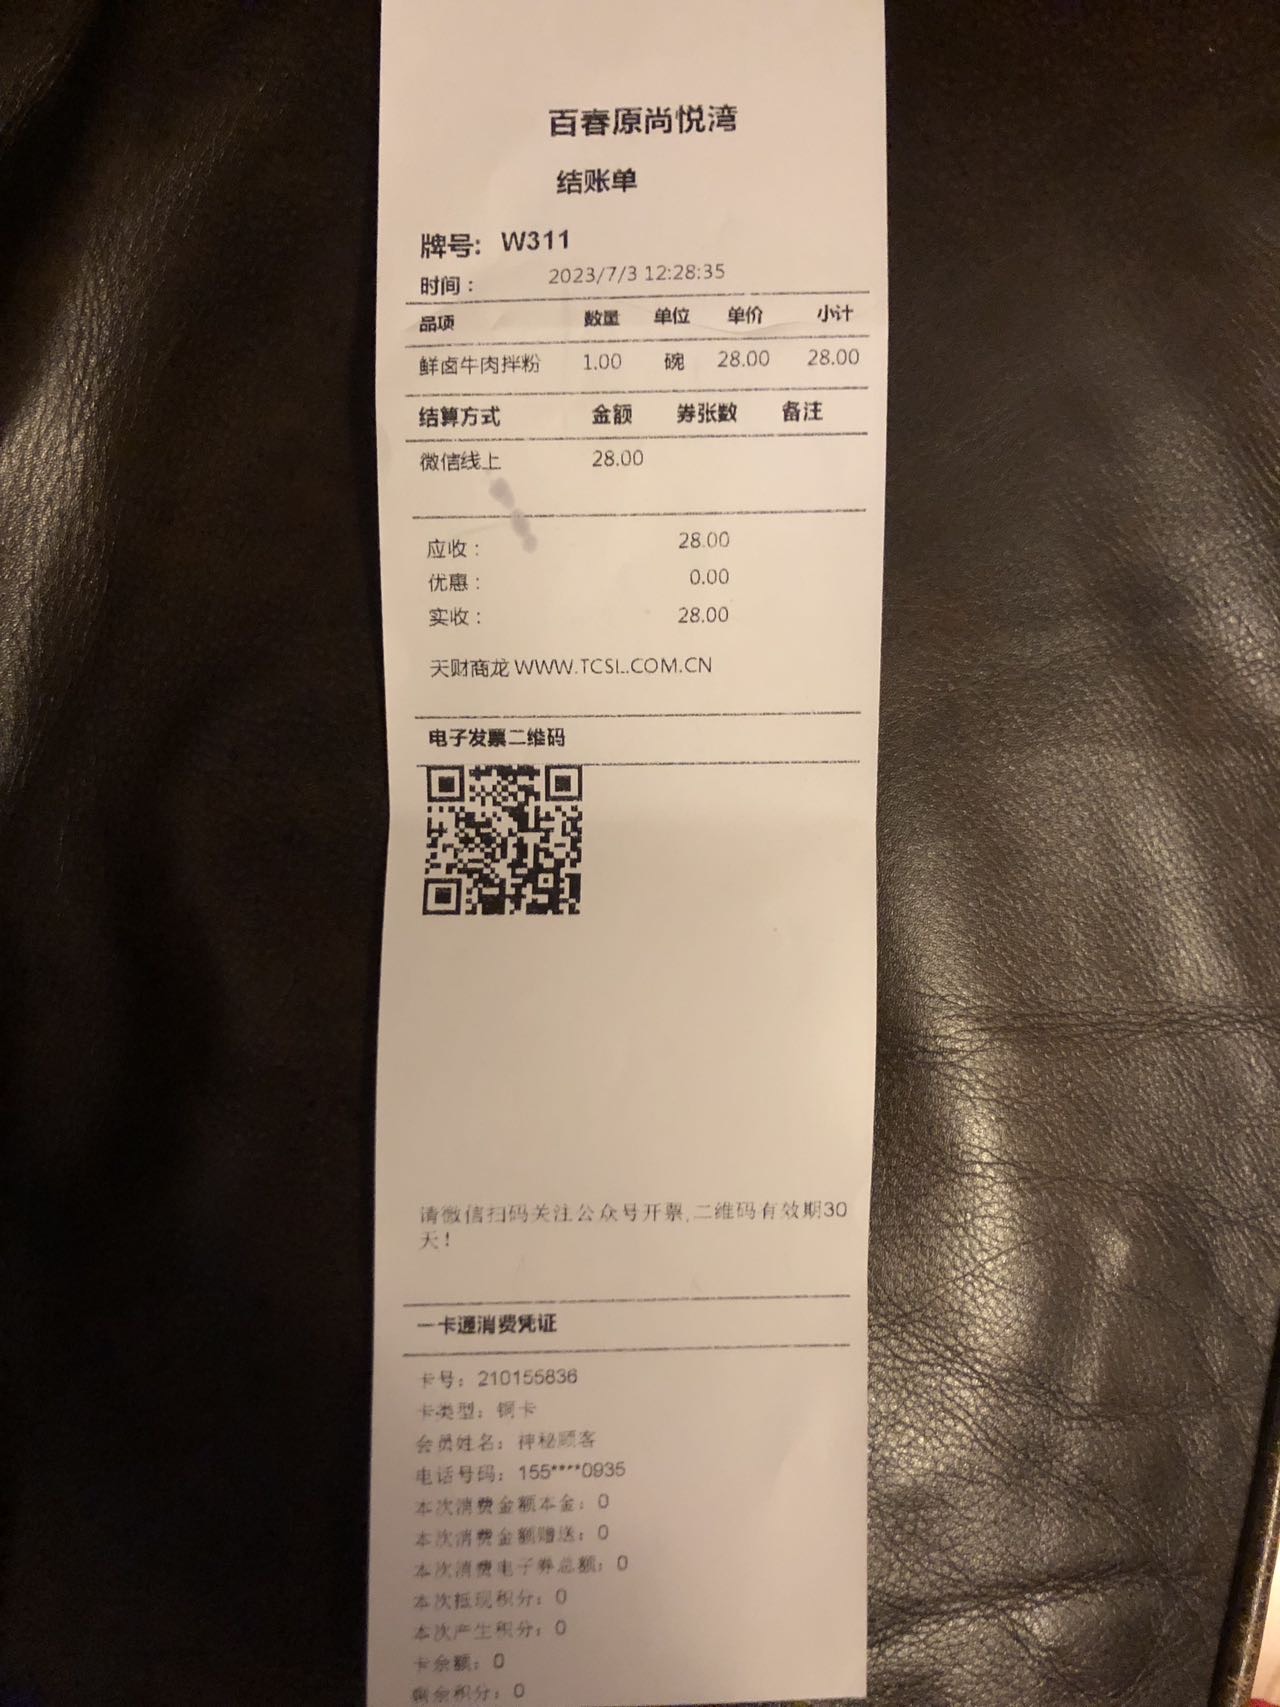 百春原尚悦湾
结账单
牌号: W311
时间: 2023/7/3 12:28:35
品项 数量 单位 单价 小计
鲜卤牛肉拌粉 1.00 碗 28.00 28.00
结算方式 金额 券张数 备注
微信线上 28.00
应收: 28.00
优惠: 0.00
实收: 28.00
天财商龙 WWW.TCSL.COM.CN
电子发票二维码
请微信扫码关注公众号开票,二维码有效期30
天!
一卡通消费凭证
卡号: 210155836
卡类型: 铜卡
会员姓名: 神秘顾客
电话号码: 155****0935
本次消费金额本金: 0
本次消费金额赠送: 0
本次消费电子券总额: 0
本次抵现积分: 0
本次产生积分: 0
卡余额: 0
剩余积分: 0